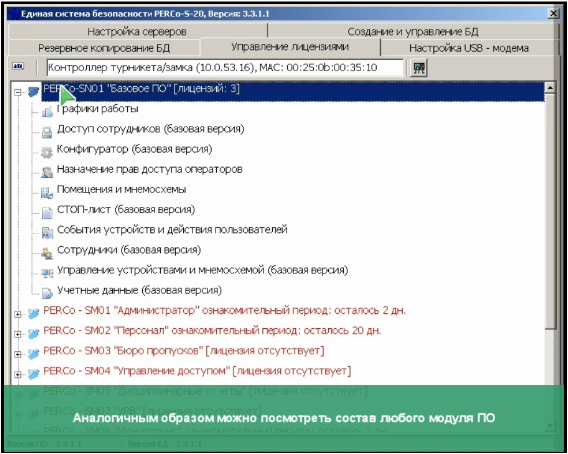 Единая система безопасности PERCo-S-20, Версия: 3.3.1.1
Настройка серверов
Создание и управление БД
Резервное копирование БД
Управление лицензиями
Настройка USB - модема
Контроллер турникета/замка (10.0.53.16), MAC: 00:25:0b:00:35:10
PERCo-SN01 "Базовое ПО" [лицензий: 3]
Графики работы
Доступ сотрудников (базовая версия)
Конфигуратор (базовая версия)
Назначение прав доступа операторов
Помещения и мнемосхемы
СТОП-лист (базовая версия)
События устройств и действия пользователей
Сотрудники (базовая версия)
Управление устройствами и мнемосхемой (базовая версия)
Учетные данные (базовая версия)
PERCo - SM01 "Администратор" ознакомительный период: осталось 2 дн.
PERCo - SM02 "Персонал" ознакомительный период: осталось 20 дн.
PERCo - SM03 "Бюро пропусков" [лицензия отсутствует]
PERCo - SM04 "Управление доступом" [лицензия отсутствует]
PERCo - SM05 "Дисциплинарные отчеты" [лицензия отсутствует]
Аналогичным образом можно посмотреть состав любого модуля ПО
Версия ПО - 3.3.1.1 Версия БД - 3.3.1.1